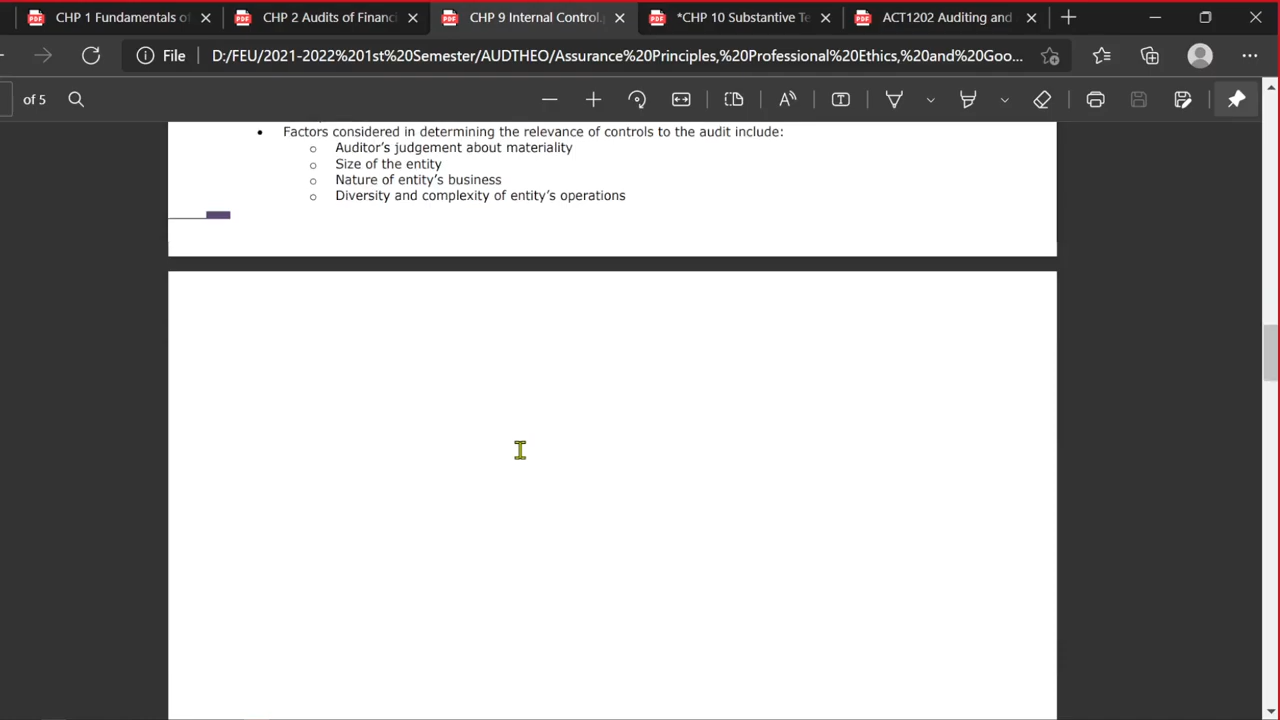 CHP 1 Fundamentals of
CHP 2 Audits of Financi
CHP 9 Internal Control.
*CHP 10 Substantive Te
ACT1202 Auditing and
File
D:/FEU/2021-2022%201st%20Semester/AUDTHEO/Assurance%20Principles,%20Professional%20Ethics,%20and%20Goo...
of 5
• Factors considered in determining the relevance of controls to the audit include:
o Auditor's judgement about materiality
o Size of the entity
o Nature of entity's business
o Diversity and complexity of entity's operations